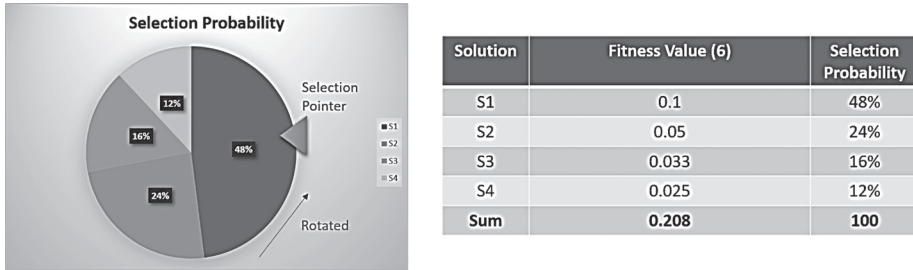 Selection Probability
12%
Selection
Pointer
16%
48%
S1
S2
S3
S4
24%
Rotated
Solution Fitness Value (6) Selection
Probability
S1 0.1 48%
S2 0.05 24%
S3 0.033 16%
S4 0.025 12%
Sum 0.208 100